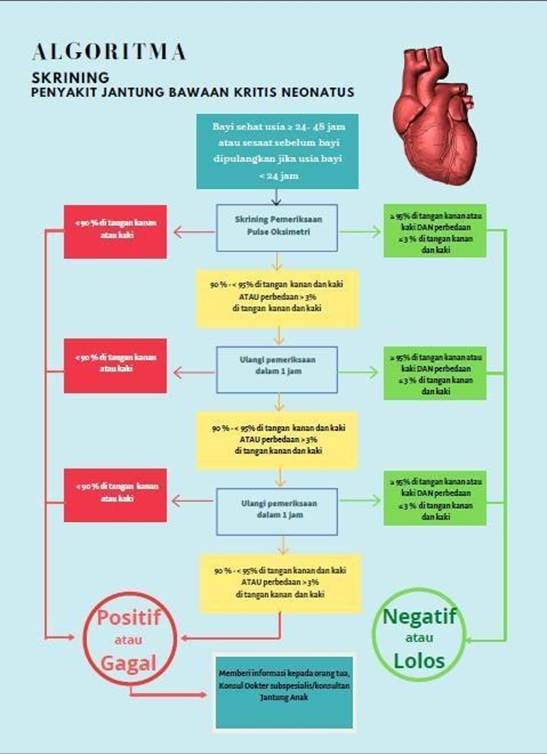 ALGORITMA
SKRINING
PENYAKIT JANTUNG BAWAAN KRITIS NEONATUS
Bayi sehat usia ≥ 24- 48 jam
atau sesaat sebelum bayi
dipulangkan jika usia bayi
< 24 jam
< 90 % di tangan kanan
atau kaki
Skrining Pemeriksaan
Pulse Oksimetri
≥ 95% di tangan kanan atau
kaki DAN perbedaan
≤ 3 % di tangan kanan
dan kaki
90 % - < 95% di tangan kanan dan kaki
ATAU perbedaan > 3%
di tangan kanan dan kaki
< 90 % di tangan kanan
atau kaki
Ulangi pemeriksaan
dalam 1 jam
≥ 95% di tangan kanan atau
kaki DAN perbedaan
≤ 3 % di tangan kanan
dan kaki
90 % - < 95% di tangan kanan dan kaki
ATAU perbedaan > 3%
di tangan kanan dan kaki
< 90 % di tangan kanan
atau kaki
Ulangi pemeriksaan
dalam 1 jam
≥ 95% di tangan kanan atau
kaki DAN perbedaan
≤ 3 % di tangan kanan
dan kaki
90 % - < 95% di tangan kanan dan kaki
ATAU perbedaan > 3%
di tangan kanan dan kaki
Positif
atau
Gagal
Negatif
atau
Lolos
Memberi informasi kepada orang tua,
Konsul Dokter subspesialis/konsultan
Jantung Anak